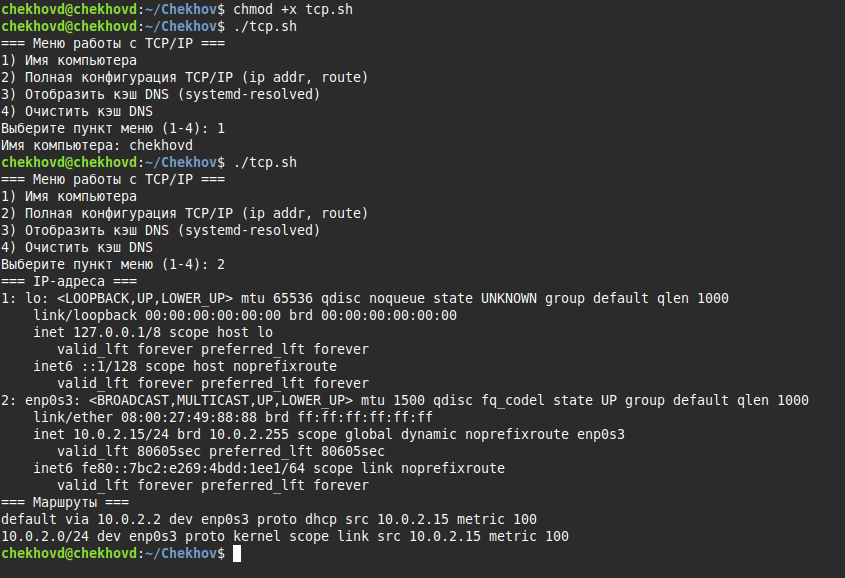 chekhovd@chekhovd:~/Chekhov$ chmod +x tcp.sh
chekhovd@chekhovd:~/Chekhov$ ./tcp.sh
=== Меню работы с TCP/IP ===
1) Имя компьютера
2) Полная конфигурация TCP/IP (ip addr, route)
3) Отобразить кэш DNS (systemd-resolved)
4) Очистить кэш DNS
Выберите пункт меню (1-4): 1
Имя компьютера: chekhovd
chekhovd@chekhovd:~/Chekhov$ ./tcp.sh
=== Меню работы с TCP/IP ===
1) Имя компьютера
2) Полная конфигурация TCP/IP (ip addr, route)
3) Отобразить кэш DNS (systemd-resolved)
4) Очистить кэш DNS
Выберите пункт меню (1-4): 2
=== IP-адреса ===
1: lo: <LOOPBACK,UP,LOWER_UP> mtu 65536 qdisc noqueue state UNKNOWN group default qlen 1000
    link/loopback 00:00:00:00:00:00 brd 00:00:00:00:00:00
    inet 127.0.0.1/8 scope host lo
       valid_lft forever preferred_lft forever
    inet6 ::1/128 scope host noprefixroute
       valid_lft forever preferred_lft forever
2: enp0s3: <BROADCAST,MULTICAST,UP,LOWER_UP> mtu 1500 qdisc fq_codel state UP group default qlen 1000
    link/ether 08:00:27:49:88:88 brd ff:ff:ff:ff:ff:ff
    inet 10.0.2.15/24 brd 10.0.2.255 scope global dynamic noprefixroute enp0s3
       valid_lft 80605sec preferred_lft 80605sec
    inet6 fe80::7bc2:e269:4bdd:1ee1/64 scope link noprefixroute
       valid_lft forever preferred_lft forever
=== Маршруты ===
default via 10.0.2.2 dev enp0s3 proto dhcp src 10.0.2.15 metric 100
10.0.2.0/24 dev enp0s3 proto kernel scope link src 10.0.2.15 metric 100
chekhovd@chekhovd:~/Chekhov$